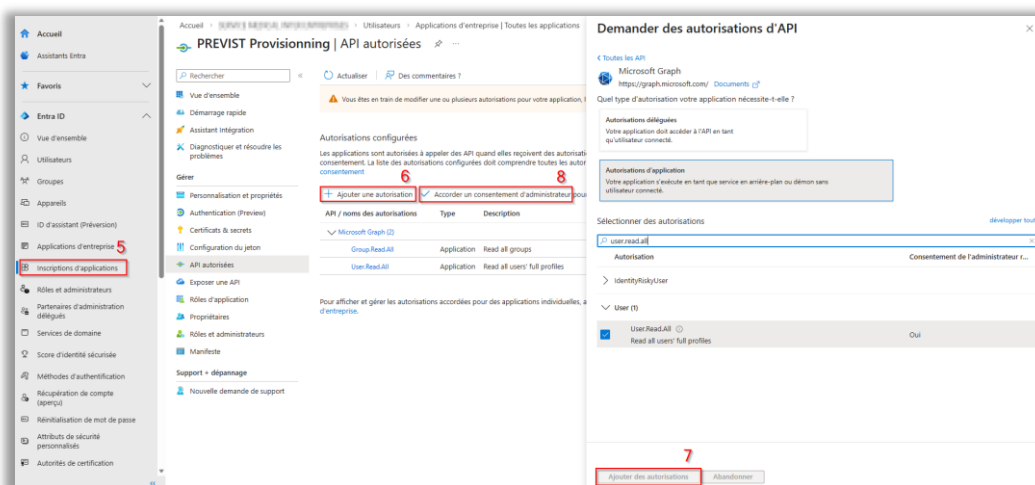 Accueil
Assistants Entra
Favoris
Entra ID
Vue d'ensemble
Utilisateurs
Groupes
Appareils
ID d'assistant (Préversion)
Applications d'entreprise
5
Inscriptions d'applications
Rôles et administrateurs
Partenaires d'administration
délégués
Services de domaine
Score d'identité sécurisée
Méthodes d'authentification
Récupération de compte
(aperçu)
Réinitialisation de mot de passe
Attributs de sécurité
personnalisés
Autorités de certification
Accueil > Utilisateurs > Applications d'entreprise | Toutes les applications
PREVIST Provisionning | API autorisées
Rechercher
Vue d'ensemble
Démarrage rapide
Assistant Intégration
Diagnostiquer et résoudre les
problèmes
Gérer
Personnalisation et propriétés
Authentification (Preview)
Certificats & secrets
Configuration du jeton
API autorisées
Exposer une API
Rôles d'application
Propriétaires
Rôles et administrateurs
Manifeste
Support + dépannage
Nouvelle demande de support
Actualiser | Des commentaires ?
Vous êtes en train de modifier une ou plusieurs autorisations pour votre application, l
Autorisations configurées
Les applications sont autorisées à appeler des API quand elles reçoivent des autorisati
consentement. La liste des autorisations configurées doit comprendre toutes les autor
consentement
6
8
Ajouter une autorisation Accorder un consentement d'administrateur pou
API / noms des autorisations Type Description
Microsoft Graph (2)
Group.Read.All Application Read all groups
User.Read.All Application Read all users' full profiles
Pour afficher et gérer les autorisations accordées pour des applications individuelles, a
d'entreprise.
Demander des autorisations d'API
Toutes les API
Microsoft Graph
https://graph.microsoft.com/ Documents
Quel type d'autorisation votre application nécessite-t-elle ?
Autorisations déléguées
Votre application doit accéder à l'API en tant
qu'utilisateur connecté.
Autorisations d'application
Votre application s'exécute en tant que service en arrière-plan ou démon sans
utilisateur connecté.
Sélectionner des autorisations développer tout
user.read.all
Autorisation Consentement de l'administrateur r...
IdentityRiskyUser
User (1)
User.Read.All
Read all users' full profiles
Oui
7
Ajouter des autorisations Abandonner